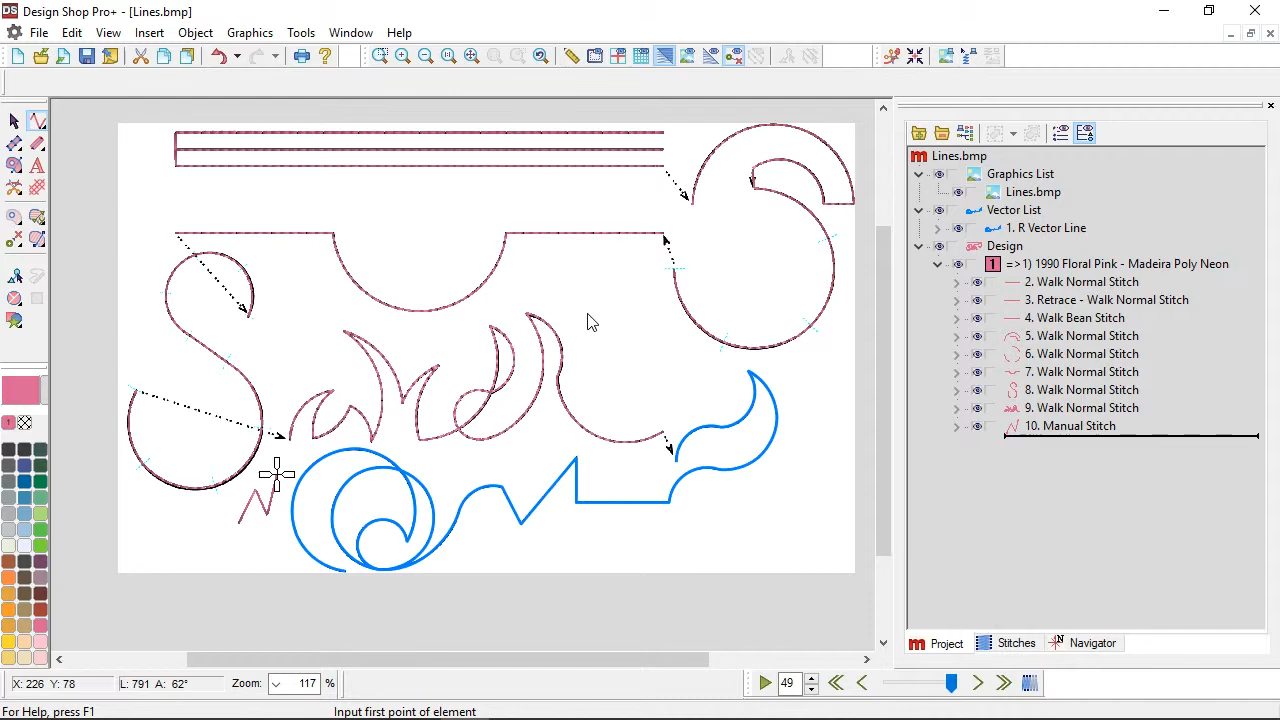 DS Design Shop Pro+ - [Lines.bmp]
File Edit View Insert Object Graphics Tools Window Help
Lines.bmp
Graphics List
Lines.bmp
Vector List
1. R Vector Line
Design
1 =>1) 1990 Floral Pink - Madeira Poly Neon
2. Walk Normal Stitch
3. Retrace - Walk Normal Stitch
4. Walk Bean Stitch
5. Walk Normal Stitch
6. Walk Normal Stitch
7. Walk Normal Stitch
8. Walk Normal Stitch
9. Walk Normal Stitch
10. Manual Stitch
1
Project Stitches Navigator
X: 226 Y: 78 L: 791 A: 62° Zoom: 117 % 49
For Help, press F1 Input first point of element